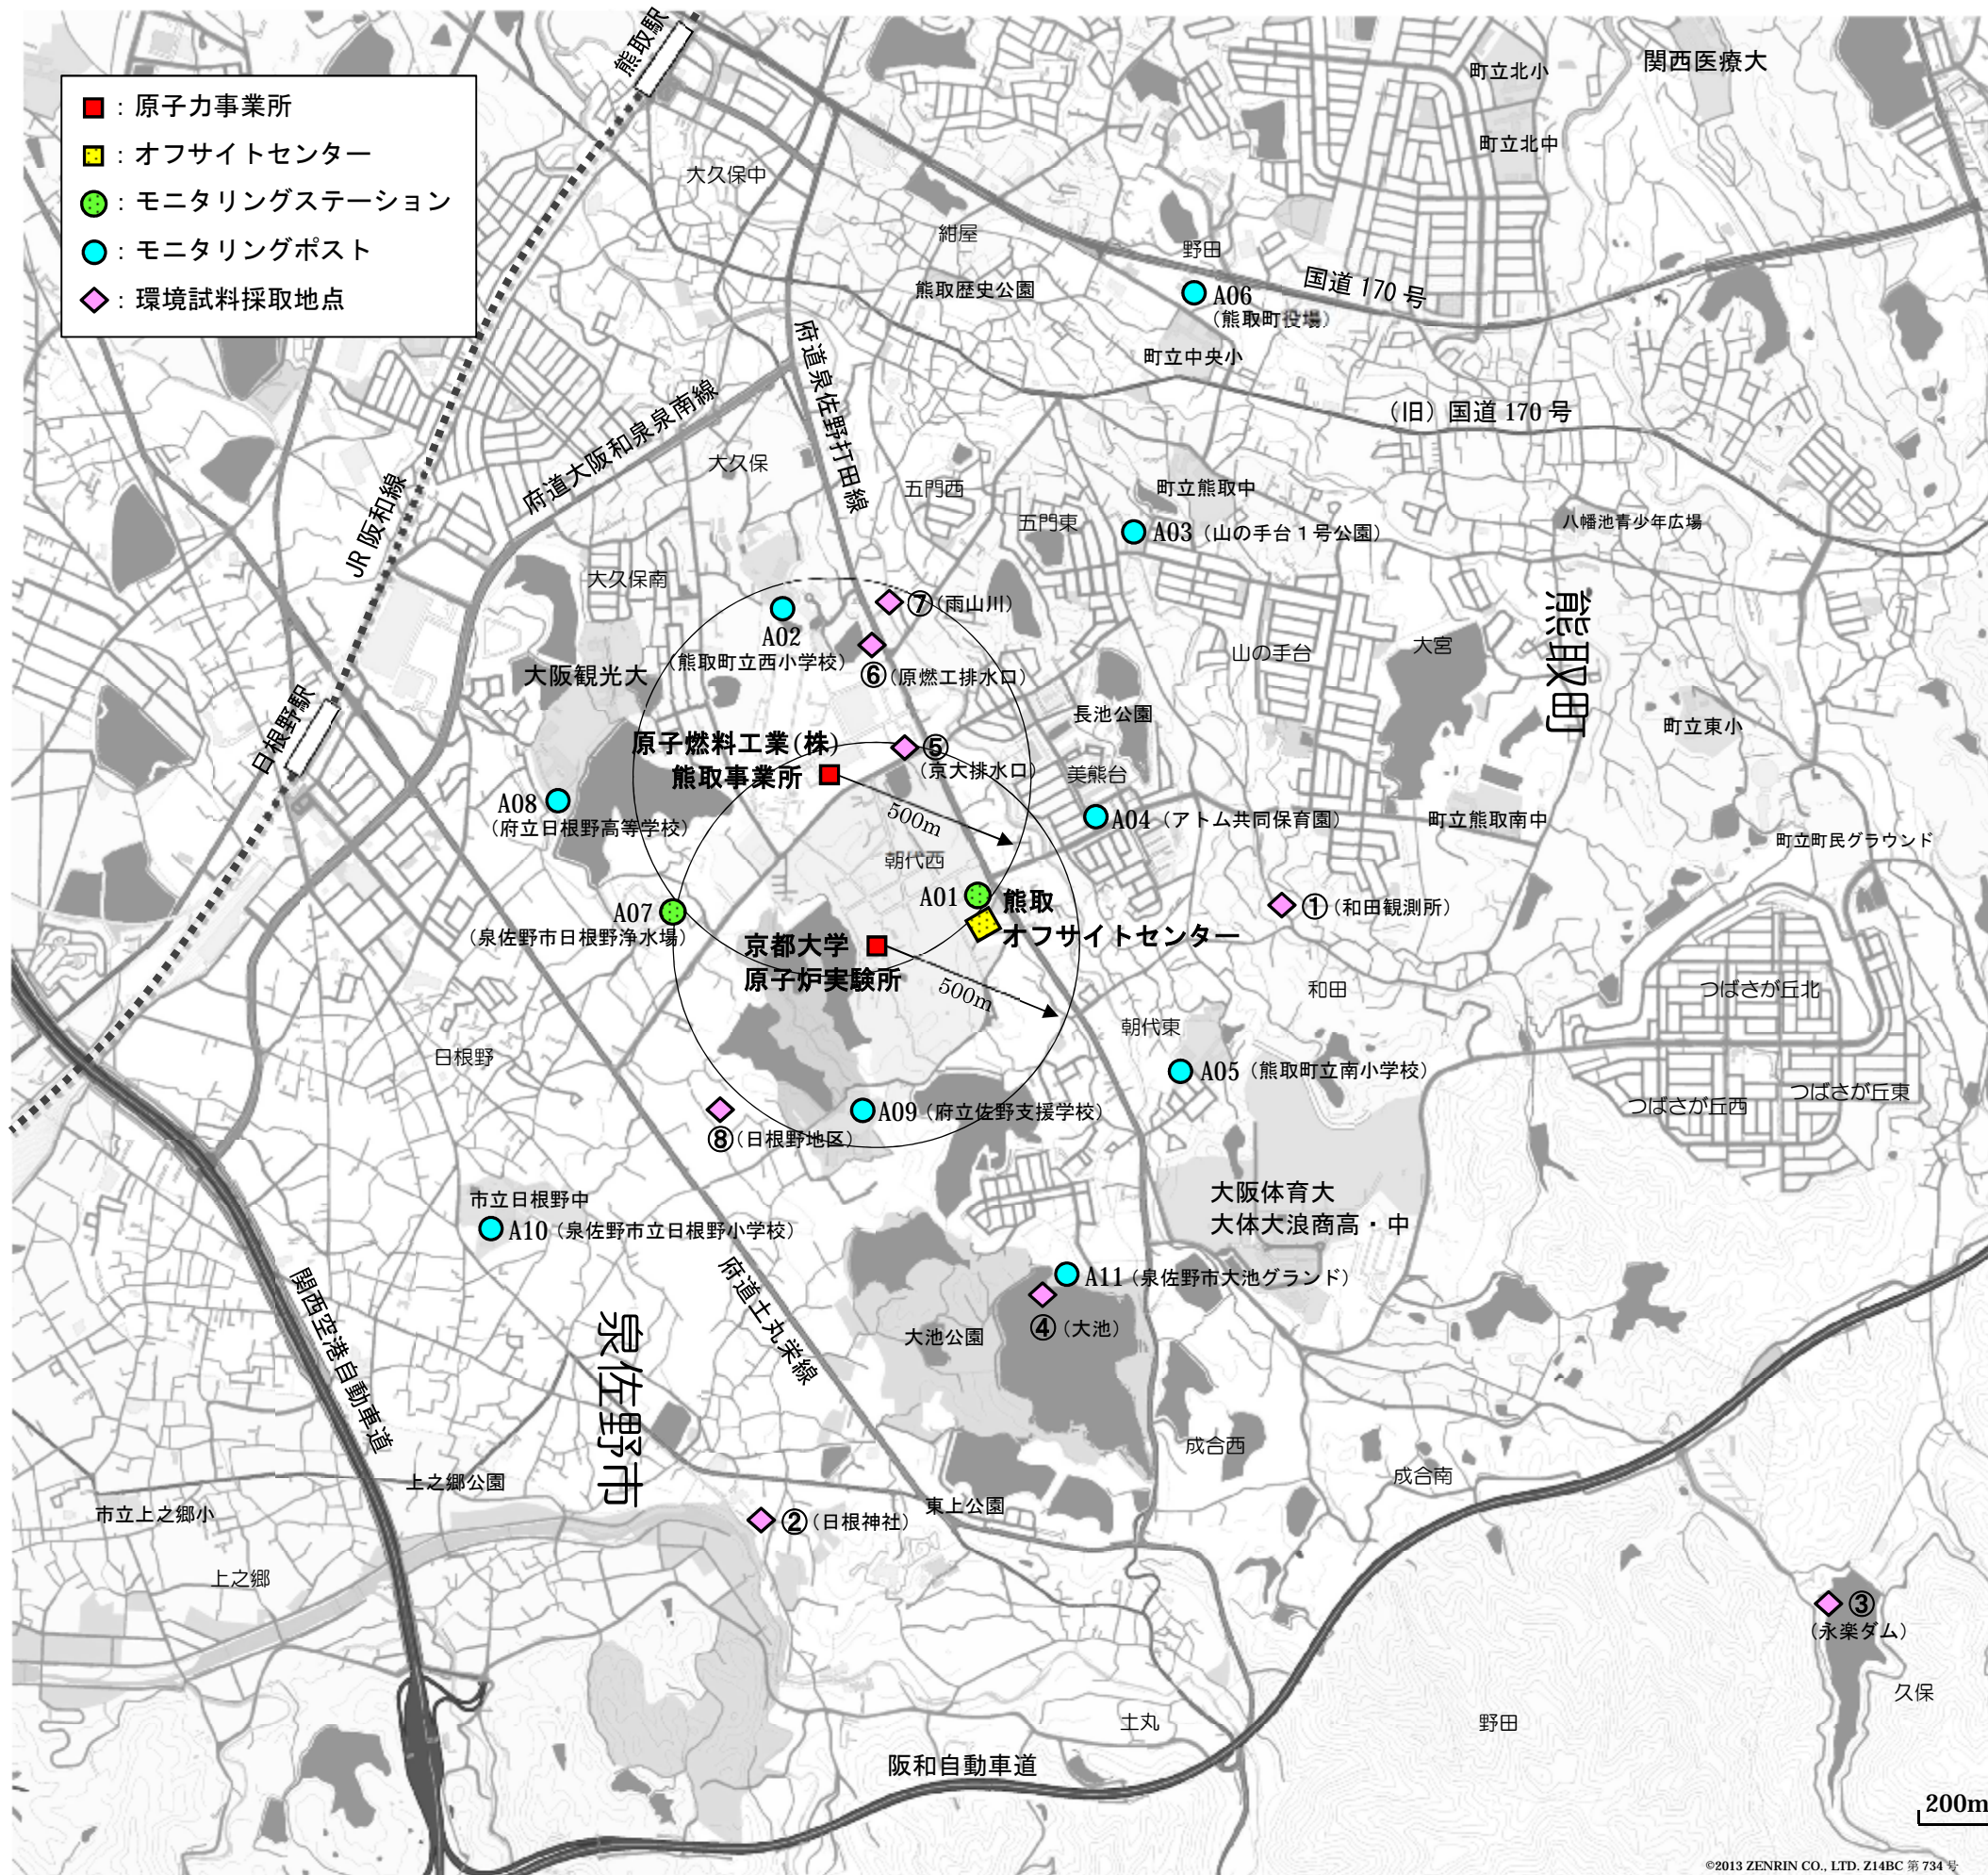 熊取駅
■：原子力事業所
：オフサイトセンター
：モニタリングステーション
：モニタリングポスト
：環境試料採取地点
関西医療大
町立北小
町立北中
大久保中
紺屋
野田
熊取歴史公園
国道 170 号
A06
(熊取町役場)
町立中央小
府道泉佐野打田線
府道大阪和泉泉南線
(旧) 国道 170 号
大久保
JR 阪和線
五門西
町立熊取中
五門東
A03 (山の手台１号公園)
八幡池青少年広場
大久保南
⑦(雨山川)
A02
(熊取町立西小学校)
⑥(原燃工排水口)
大阪観光大
山の手台
大宮
熊取町
日根野駅
長池公園
町立東小
原子燃料工業(株)
熊取事業所
⑤
(京大排水口)
美熊台
A08
(府立日根野高等学校)
500m
A04 (アトム共同保育園)
町立熊取南中
町立町民グラウンド
朝代西
A01
熊取
オフサイトセンター
① (和田観測所)
A07
(泉佐野市日根野浄水場)
京都大学
原子炉実験所
500m
和田
つばさが丘北
朝代東
日根野
A05 (熊取町立南小学校)
つばさが丘西
つばさが丘東
A09 (府立佐野支援学校)
⑧(日根野地区)
市立日根野中
A10 (泉佐野市立日根野小学校)
大阪体育大
大体大浪商高・中
府道土丸栄線
関西空港自動車道
A11 (泉佐野市大池グランド)
④ (大池)
大池公園
泉佐野市
成合西
成合南
上之郷公園
市立上之郷小
東上公園
② (日根神社)
上之郷
③
(永楽ダム)
久保
土丸
野田
阪和自動車道
200m
©2013 ZENRIN CO., LTD. Z14BC 第 734 号